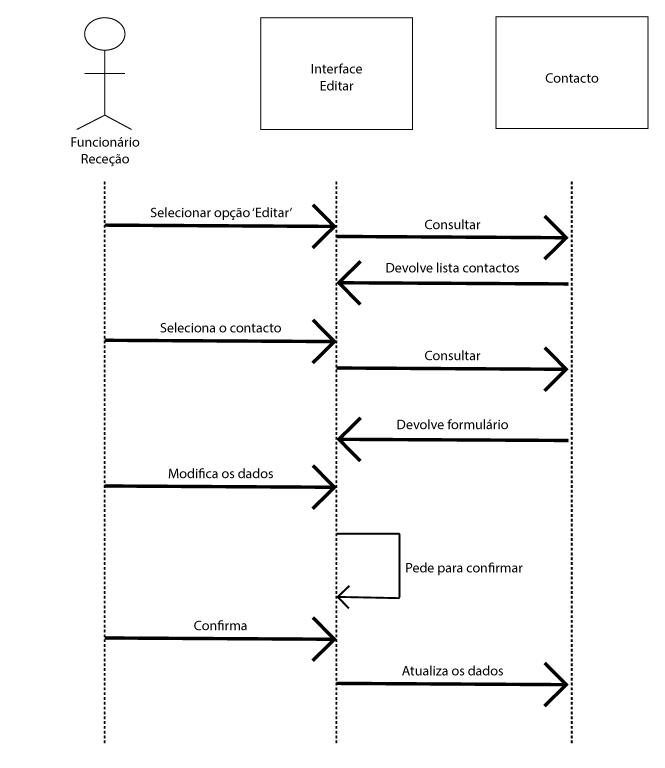 Interface
Editar
Contacto
Funcionário
Receção
Selecionar opção 'Editar'
Consultar
Devolve lista contactos
Seleciona o contacto
Consultar
Devolve formulário
Modifica os dados
Pede para confirmar
Confirma
Atualiza os dados